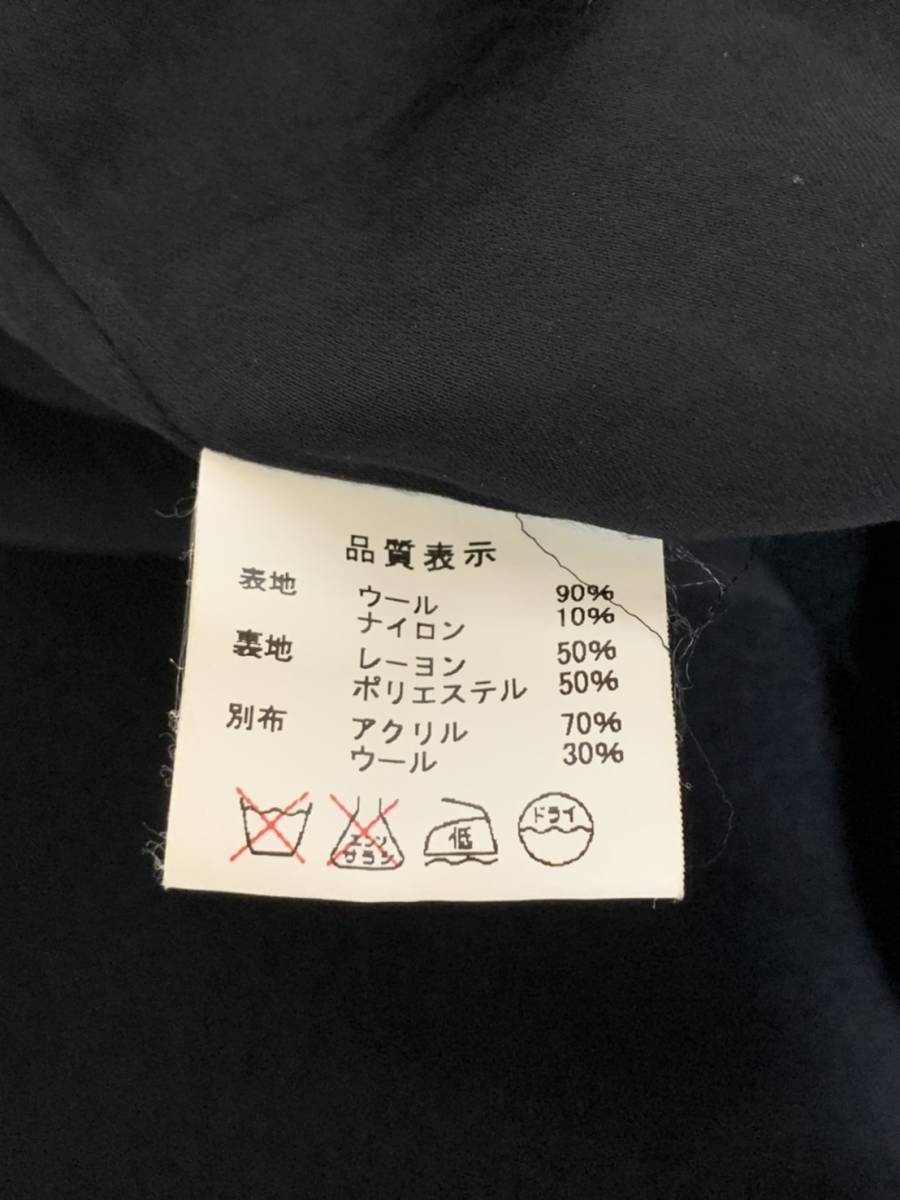 品質表示
表地 ウール 90%
ナイロン 10%
裏地 レーヨン 50%
ポリエステル 50%
別布 アクリル 70%
ウール 30%
エンソ サラシ 低 ドライ